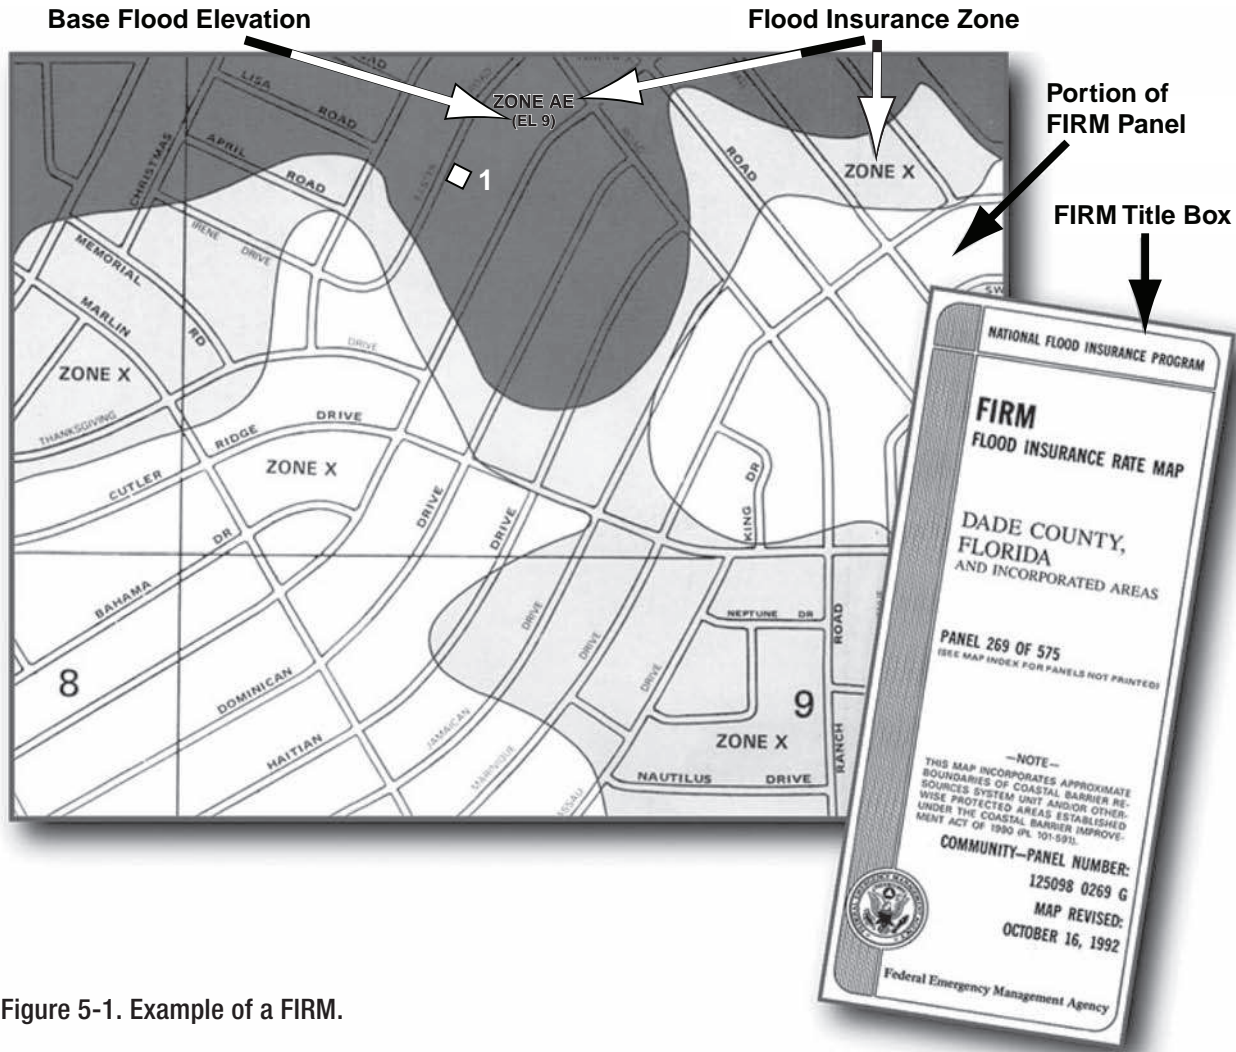 Base Flood Elevation
Flood Insurance Zone
Portion of
FIRM Panel
FIRM Title Box
ZONE AE
(EL 9)
1
ZONE X
LISA
ROAD
APRIL
ROAD
CHRISTMAS
ROAD
IRENE
DRIVE
MEMORIAL
RD
MARLIN
DRIVE
ZONE X
THANKSGIVING
CUTLER
RIDGE
DRIVE
ZONE X
DR
BAHAMA
DRIVE
DRIVE
KING DR
8
DOMINICAN
HAITIAN
JAMAICAN
DRIVE
DRIVE
DRIVE
NEPTUNE DR
ROAD
9
ZONE X
RANCH
NAUTILUS DRIVE
SW
NATIONAL FLOOD INSURANCE PROGRAM
FIRM
FLOOD INSURANCE RATE MAP
DADE COUNTY,
FLORIDA
AND INCORPORATED AREAS
PANEL 269 OF 575
(SEE MAP INDEX FOR PANELS NOT PRINTED)
—NOTE—
THIS MAP INCORPORATES APPROXIMATE
BOUNDARIES OF COASTAL BARRIER RE-
SOURCES SYSTEM UNIT AND/OR OTHER-
WISE PROTECTED AREAS ESTABLISHED
UNDER THE COASTAL BARRIER IMPROVE-
MENT ACT OF 1990 (PL 101-591).
COMMUNITY—PANEL NUMBER:
125098 0269 G
MAP REVISED:
OCTOBER 16, 1992
Federal Emergency Management Agency
Figure 5-1. Example of a FIRM.